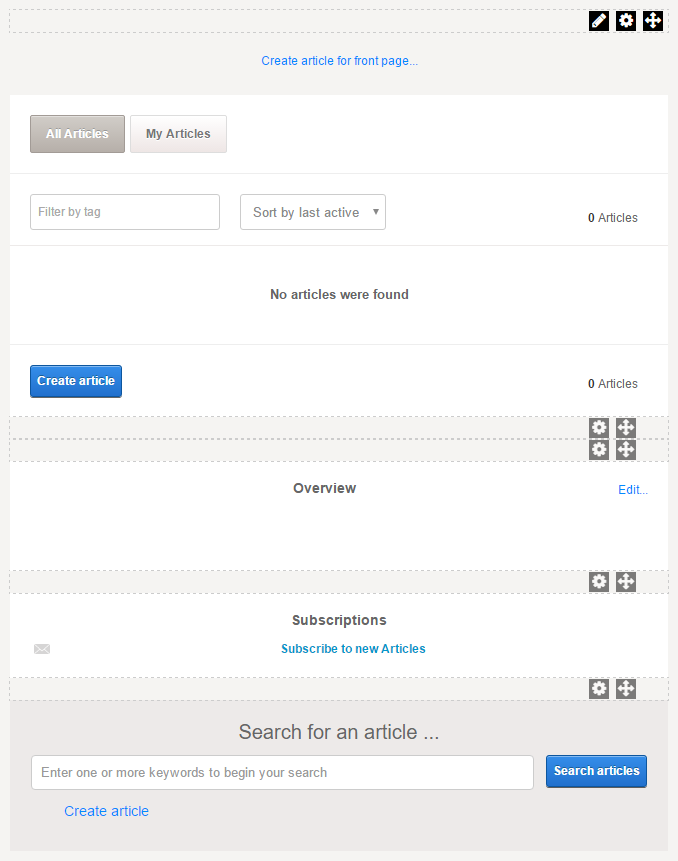 Create article for front page...
All Articles My Articles
Filter by tag Sort by last active 0 Articles
No articles were found
Create article 0 Articles
Overview Edit...
Subscriptions
Subscribe to new Articles
Search for an article ...
Enter one or more keywords to begin your search Search articles
Create article